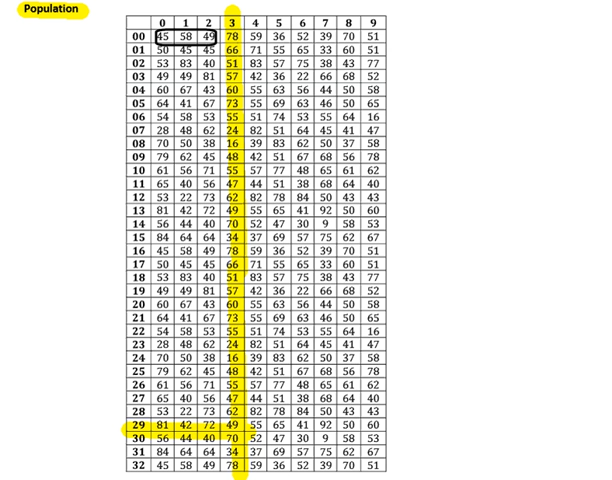 Population
0 1 2 3 4 5 6 7 8 9
00 45 58 49 78 59 36 52 39 70 51
01 50 45 45 66 71 55 65 33 60 51
02 53 83 40 51 83 57 75 38 43 77
03 49 49 81 57 42 36 22 66 68 52
04 60 67 43 60 55 63 56 44 50 58
05 64 41 67 73 55 69 63 46 50 65
06 54 58 53 55 51 74 53 55 64 16
07 28 48 62 24 82 51 64 45 41 47
08 70 50 38 16 39 83 62 50 37 58
09 79 62 45 48 42 51 67 68 56 78
10 61 56 71 55 57 77 48 65 61 62
11 65 40 56 47 44 51 38 68 64 40
12 53 22 73 62 82 78 84 50 43 43
13 81 42 72 49 55 65 41 92 50 60
14 56 44 40 70 52 47 30 9 58 53
15 84 64 64 34 37 69 57 75 62 67
16 45 58 49 78 59 36 52 39 70 51
17 50 45 45 66 71 55 65 33 60 51
18 53 83 40 51 83 57 75 38 43 77
19 49 49 81 57 42 36 22 66 68 52
20 60 67 43 60 55 63 56 44 50 58
21 64 41 67 73 55 69 63 46 50 65
22 54 58 53 55 51 74 53 55 64 16
23 28 48 62 24 82 51 64 45 41 47
24 70 50 38 16 39 83 62 50 37 58
25 79 62 45 48 42 51 67 68 56 78
26 61 56 71 55 57 77 48 65 61 62
27 65 40 56 47 44 51 38 68 64 40
28 53 22 73 62 82 78 84 50 43 43
29 81 42 72 49 55 65 41 92 50 60
30 56 44 40 70 52 47 30 9 58 53
31 84 64 64 34 37 69 57 75 62 67
32 45 58 49 78 59 36 52 39 70 51